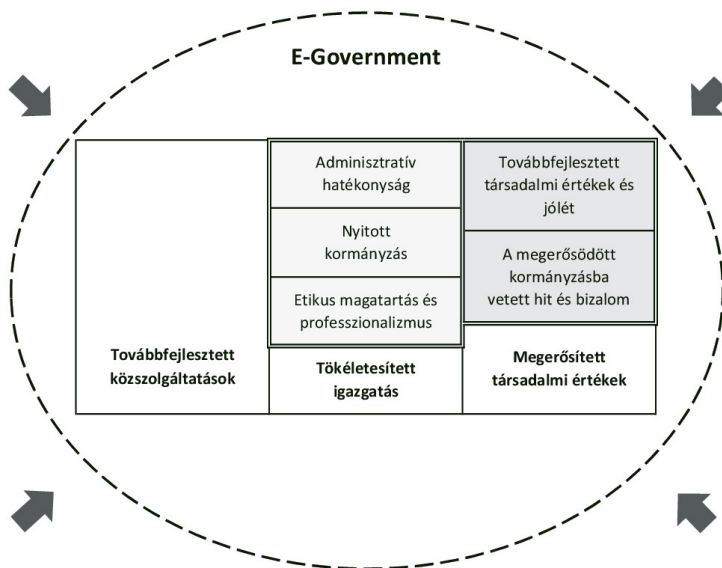 E-Government
Adminisztratív
hatékonyság
Nyitott
kormányzás
Etikus magatartás és
professzionalizmus
Továbbfejlesztett
társadalmi értékek és
jólét
A megerősödött
kormányzásba
vetett hit és bizalom
Továbbfejlesztett
közszolgáltatások
Tökéletesített
igazgatás
Megerősített
társadalmi értékek